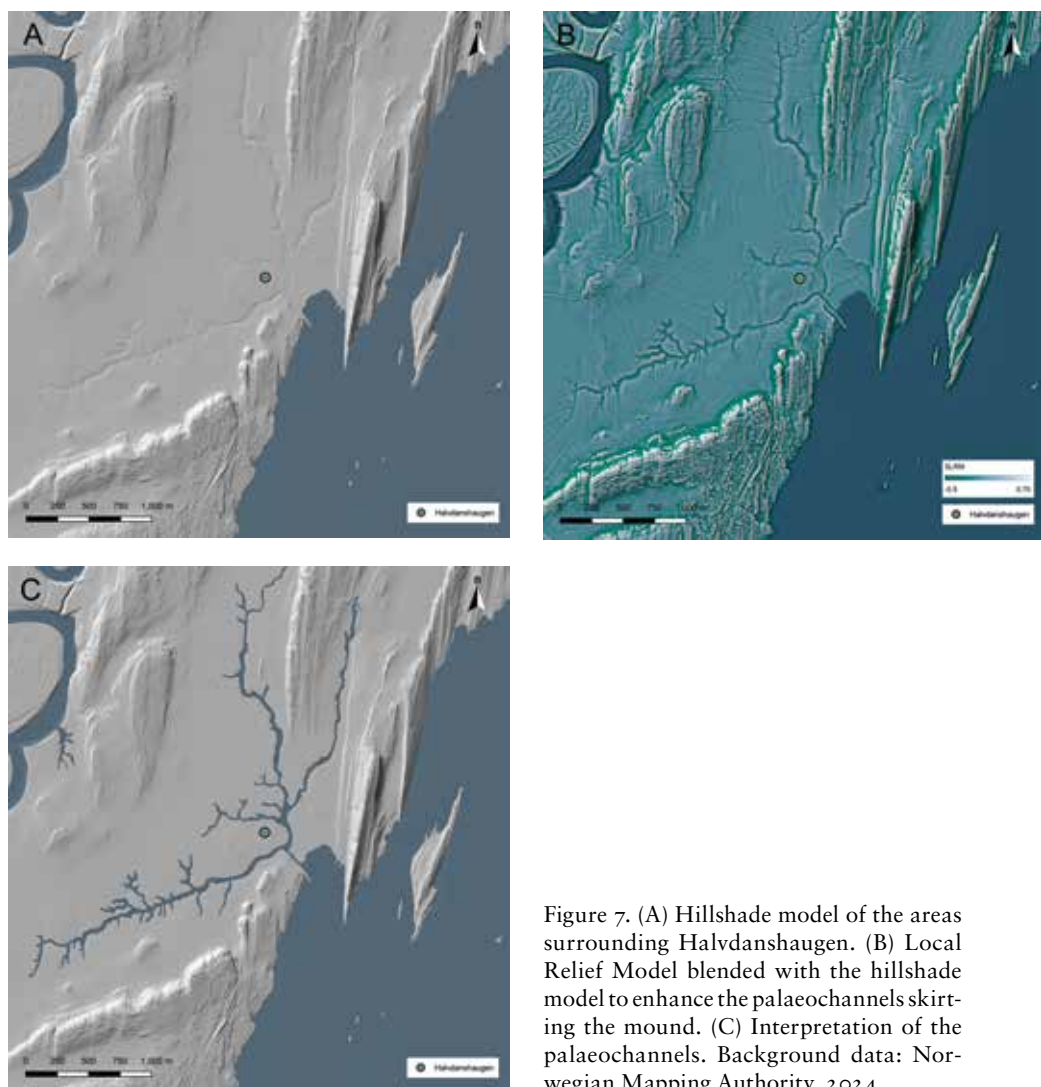 A
n
0 250 500 750 1,000 m
Halvdanshaugen
B
n
SLRM
-0.5 0.75
Halvdanshaugen
C
n
0 250 500 750 1,000 m
Halvdanshaugen
Figure 7. (A) Hillshade model of the areas
surrounding Halvdanshaugen. (B) Local
Relief Model blended with the hillshade
model to enhance the palaeochannels skirt-
ing the mound. (C) Interpretation of the
palaeochannels. Background data: Nor-
wegian Mapping Authority, 2024.